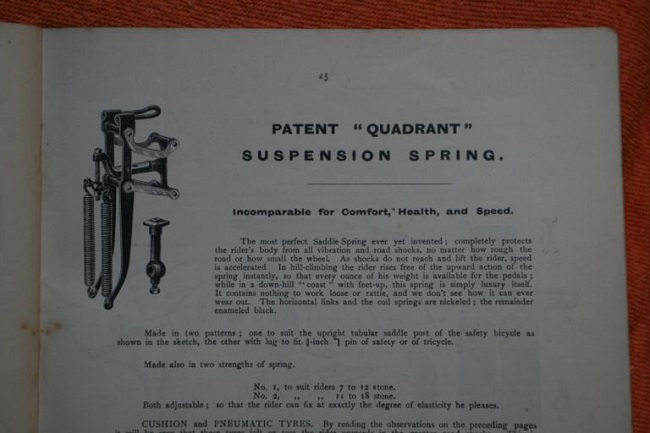 25
PATENT "QUADRANT"
SUSPENSION SPRING.
Incomparable for Comfort, Health, and Speed.
The most perfect Saddle Spring ever yet invented; completely protects
the rider's body from all vibration and road shocks, no matter how rough the
road or how small the wheel. As shocks do not reach and lift the rider, speed
is accelerated In hill-climbing the rider rises free of the upward action of the
spring instantly, so that every ounce of his weight is available for the pedals;
while in a down-hill "coast" with feet-up, this spring is simply luxury itself.
It contains nothing to work loose or rattle, and we don't see how it can ever
wear out. The horizontal links and the coil springs are nickeled; the remainder
enameled black.
Made in two patterns; one to suit the upright tubular saddle post of the safety bicycle as
shown in the sketch, the other with lug to fit -inch pin of safety or of tricycle.
Made also in two strengths of spring.
No. 1, to suit riders 7 to 12 stone.
No. 2, „ „ 11 to 18 stone.
Both adjustable; so that the rider can fix at exactly the degree of elasticity he pleases.
CUSHION and PNEUMATIC TYRES. By reading the observations on the preceding pages